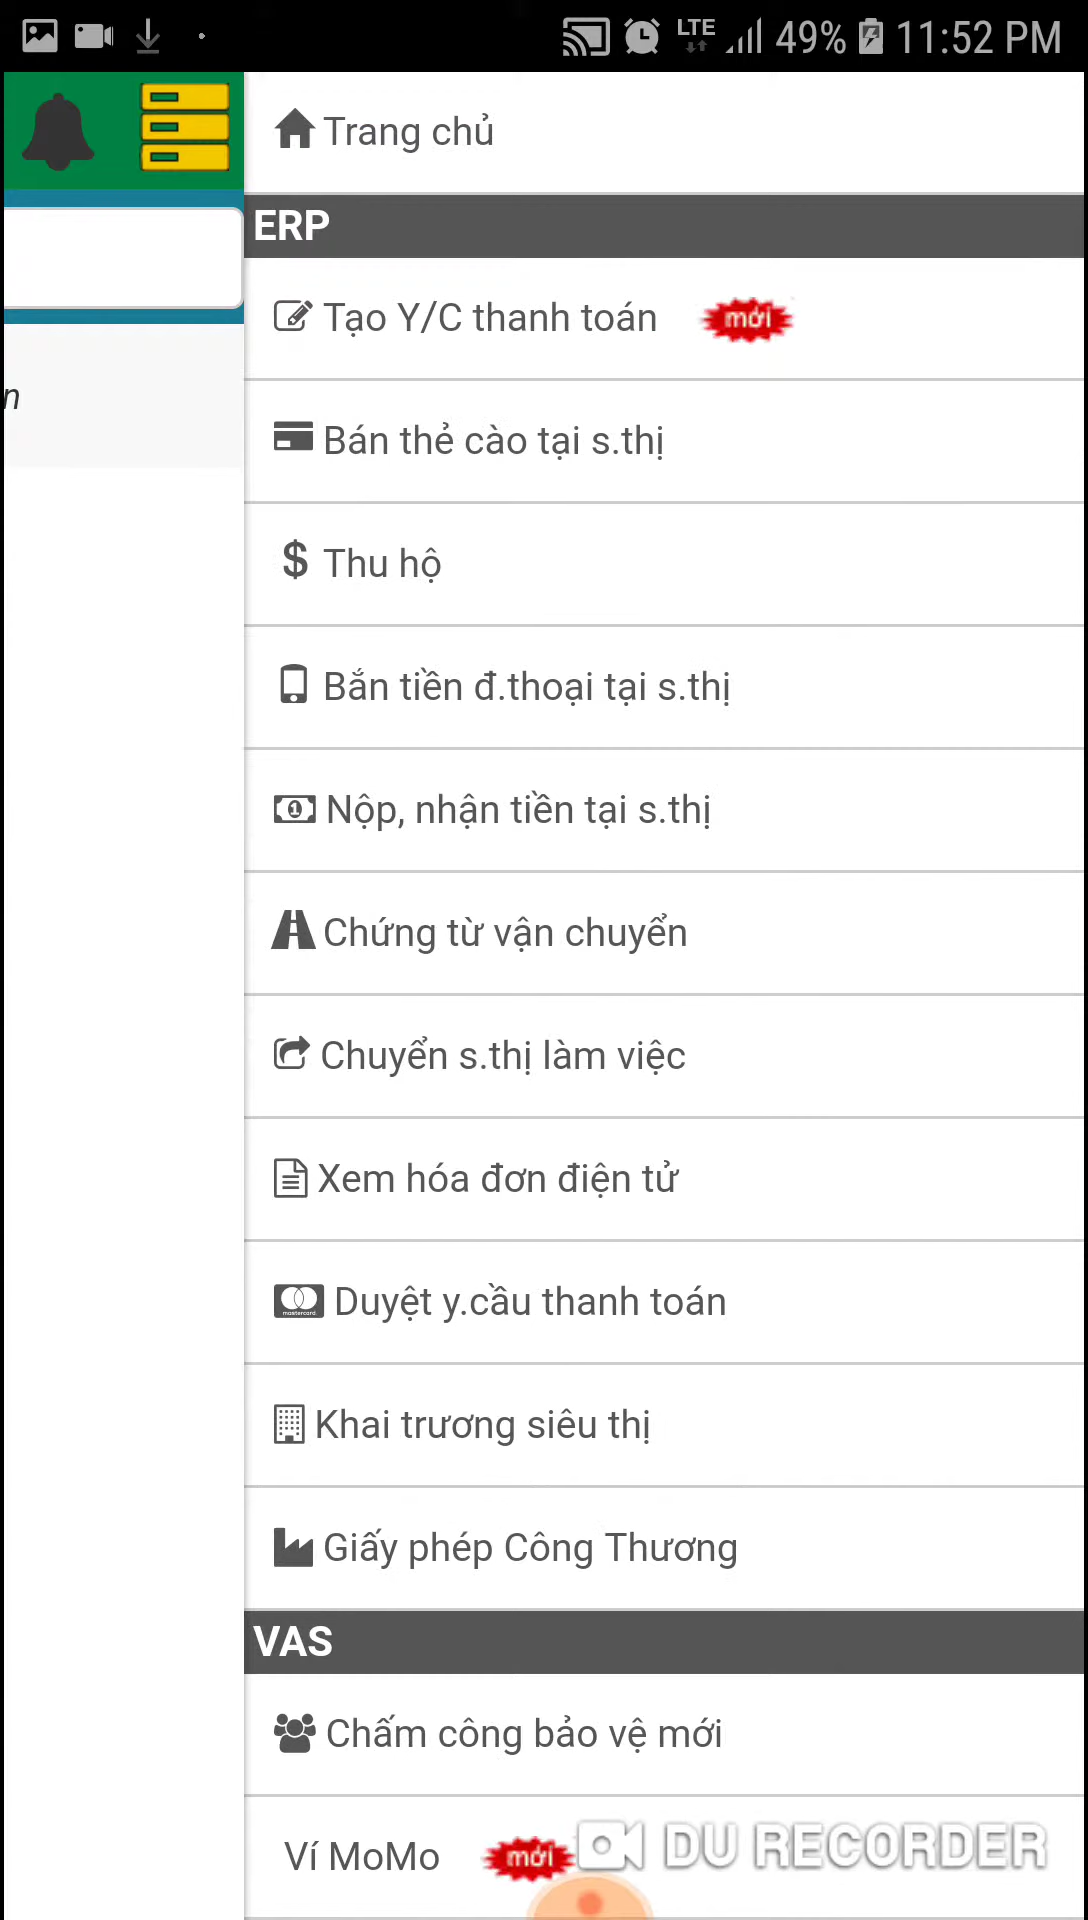 LTE 49% 11:52 PM
Trang chủ
ERP
n
Tạo Y/C thanh toán mới
Bán thẻ cào tại s.thị
$ Thu hộ
Bắn tiền đ.thoại tại s.thị
Nộp, nhận tiền tại s.thị
Chứng từ vận chuyển
Chuyển s.thị làm việc
Xem hóa đơn điện tử
mastercard. Duyệt y.cầu thanh toán
Khai trương siêu thị
Giấy phép Công Thương
VAS
Chấm công bảo vệ mới
Ví MoMo mới DU RECORDER